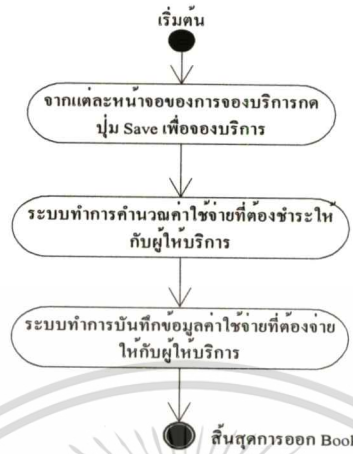 เริ่มต้น
จากแต่ละหน้าจอของการจองบริการกด
ปุ่ม Save เพื่อจองบริการ
ระบบทำการคำนวณค่าใช้จ่ายที่ต้องชำระให้
กับผู้ให้บริการ
ระบบทำการบันทึกข้อมูลค่าใช้จ่ายที่ต้องจ่าย
ให้กับผู้ให้บริการ
สิ้นสุดการออก Book